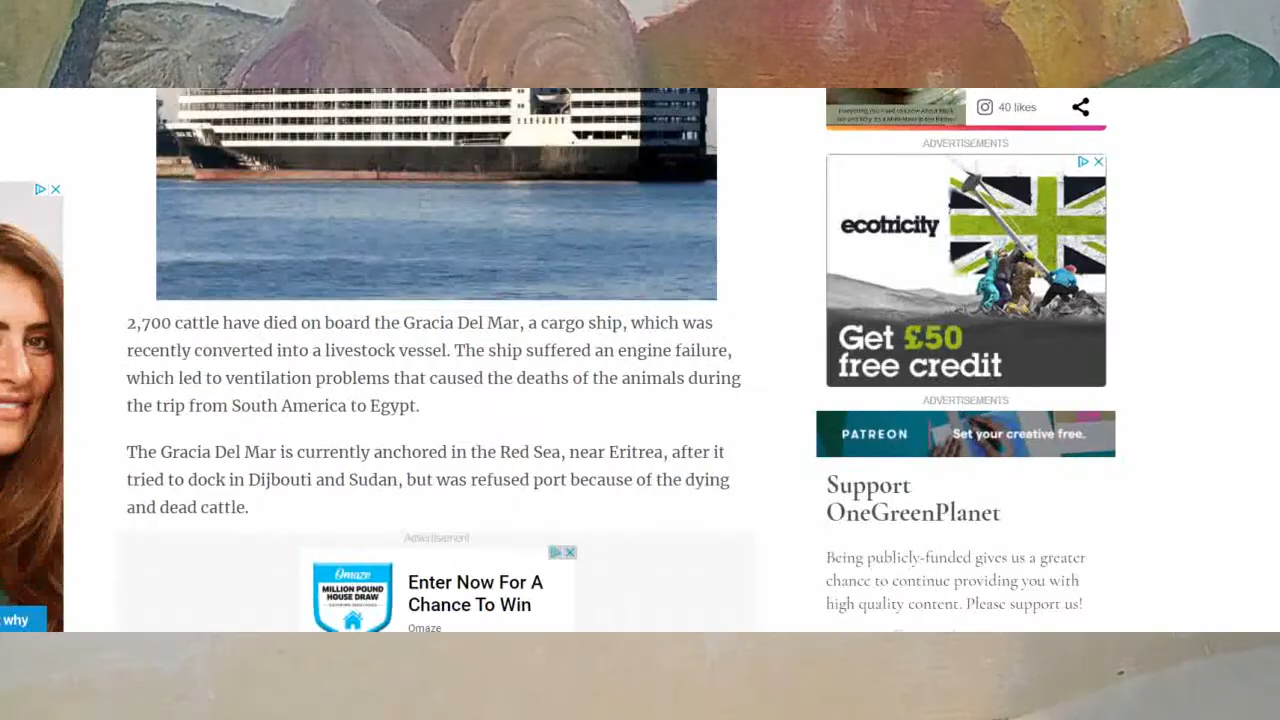 40 likes
ADVERTISEMENTS
ecotricity
Get £50
free credit
2,700 cattle have died on board the Gracia Del Mar, a cargo ship, which was
recently converted into a livestock vessel. The ship suffered an engine failure,
which led to ventilation problems that caused the deaths of the animals during
the trip from South America to Egypt.
The Gracia Del Mar is currently anchored in the Red Sea, near Eritrea, after it
tried to dock in Dijbouti and Sudan, but was refused port because of the dying
and dead cattle.
ADVERTISEMENTS
PATREON
Set your creative free.
Support
OneGreenPlanet
Being publicly-funded gives us a greater
chance to continue providing you with
high quality content. Please support us!
Advertisement
Omaze
MILLION POUND
HOUSE DRAW
Enter Now For A
Chance To Win
Omaze
why